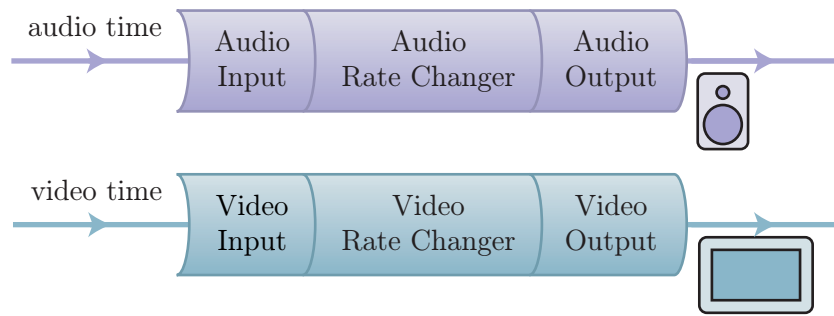 audio time
Audio
Input
Audio
Rate Changer
Audio
Output
video time
Video
Input
Video
Rate Changer
Video
Output